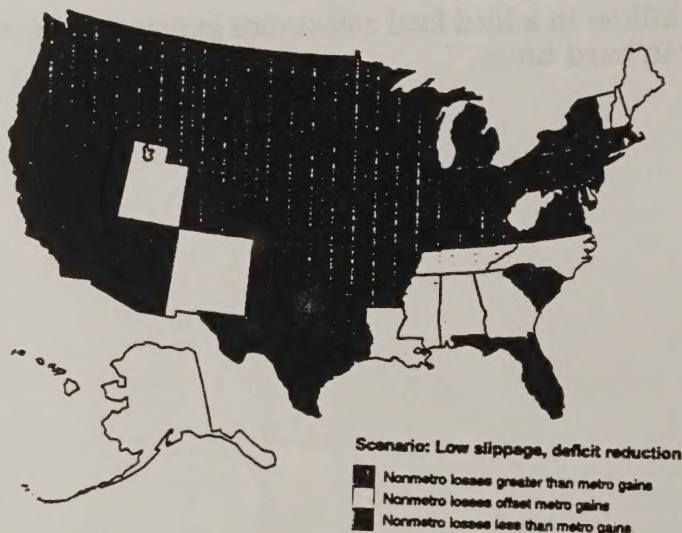 Scenario: Low slippage, deficit reduction
Nonmetro losses greater than metro gains
Nonmetro losses offset metro gains
Nonmetro losses less than metro gains